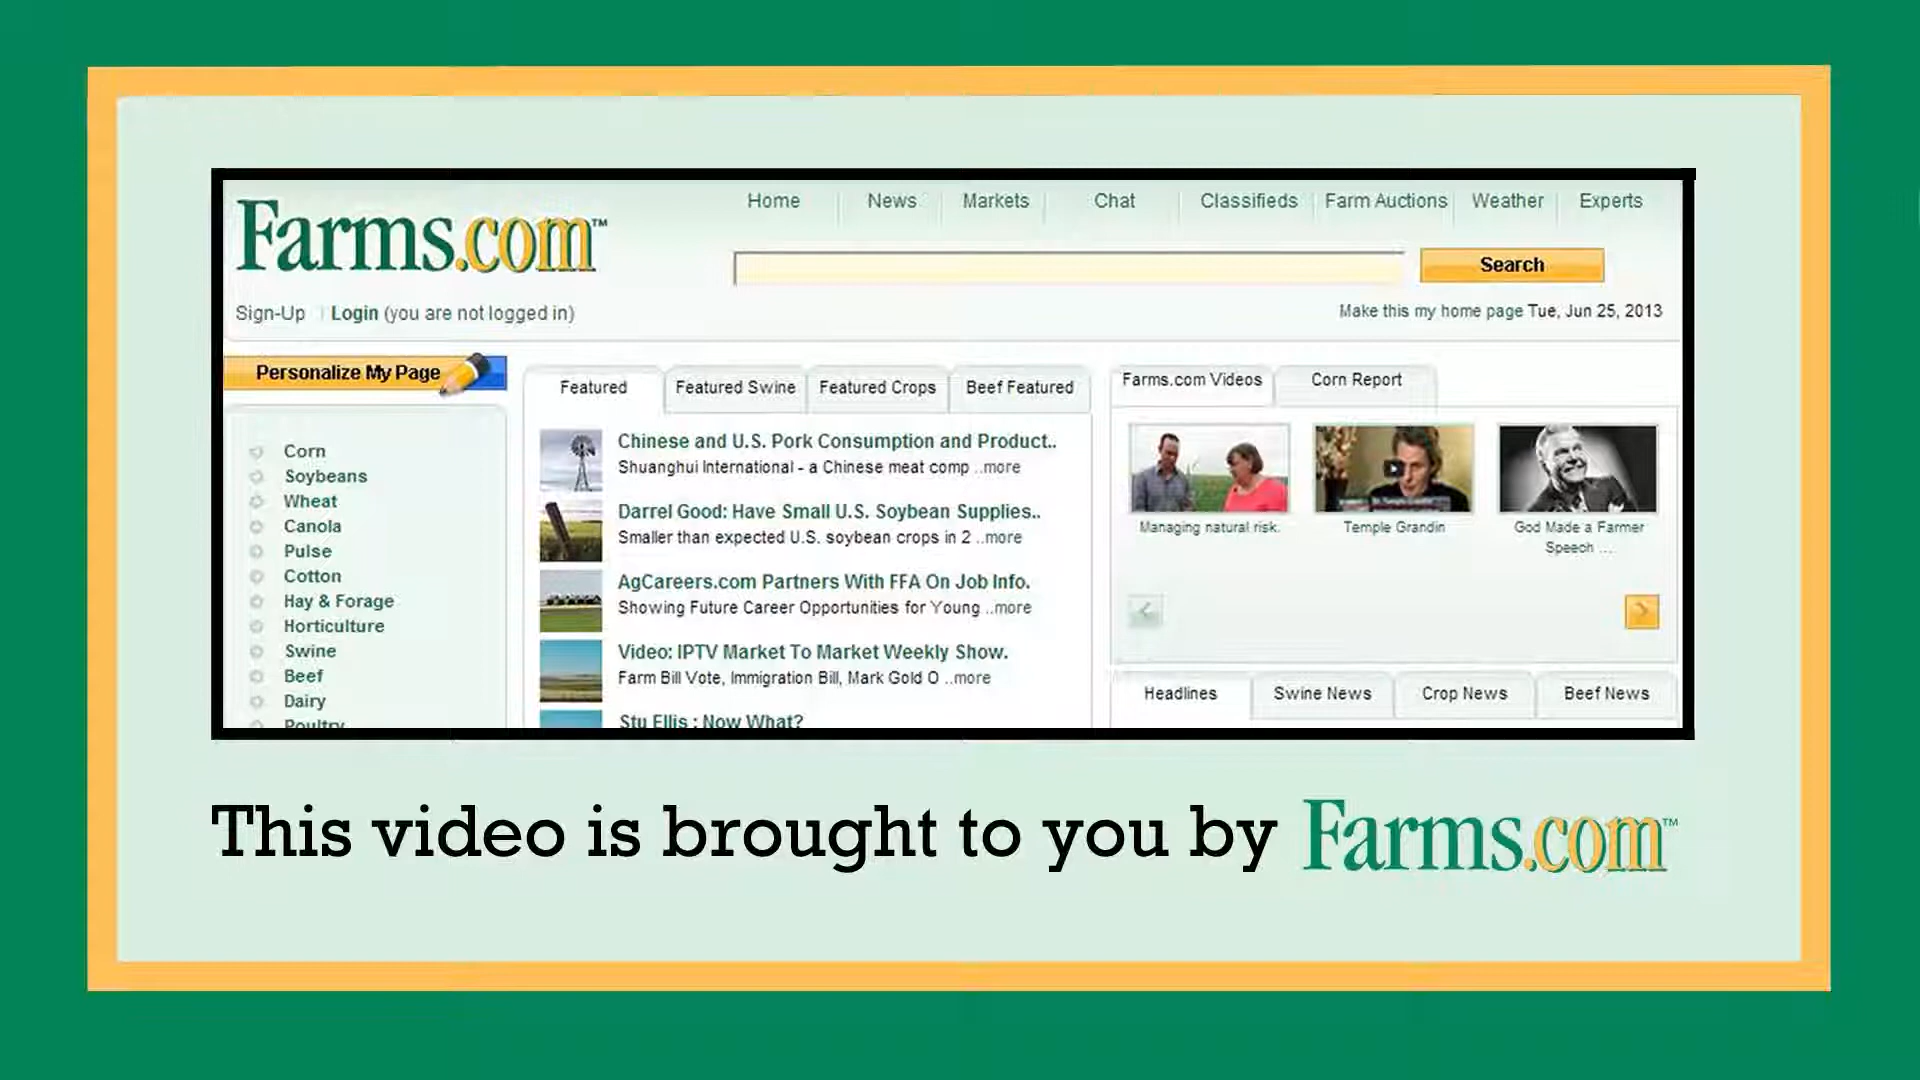 Farms.com™
Home News Markets Chat Classifieds Farm Auctions Weather Experts
Search
Sign-Up Login (you are not logged in)
Make this my home page Tue, Jun 25, 2013
Personalize My Page
Corn
Soybeans
Wheat
Canola
Pulse
Cotton
Hay & Forage
Horticulture
Swine
Beef
Dairy
Poultry
Featured Featured Swine Featured Crops Beef Featured
Chinese and U.S. Pork Consumption and Product..
Shuanghui International - a Chinese meat comp ..more
Darrel Good: Have Small U.S. Soybean Supplies..
Smaller than expected U.S. soybean crops in 2 ..more
AgCareers.com Partners With FFA On Job Info.
Showing Future Career Opportunities for Young ..more
Video: IPTV Market To Market Weekly Show.
Farm Bill Vote, Immigration Bill, Mark Gold O ..more
Stu Ellis : Now What?
Farms.com Videos Corn Report
Managing natural risk.
Temple Grandin
God Made a Farmer
Speech ...
Headlines Swine News Crop News Beef News
This video is brought to you by Farms.com™